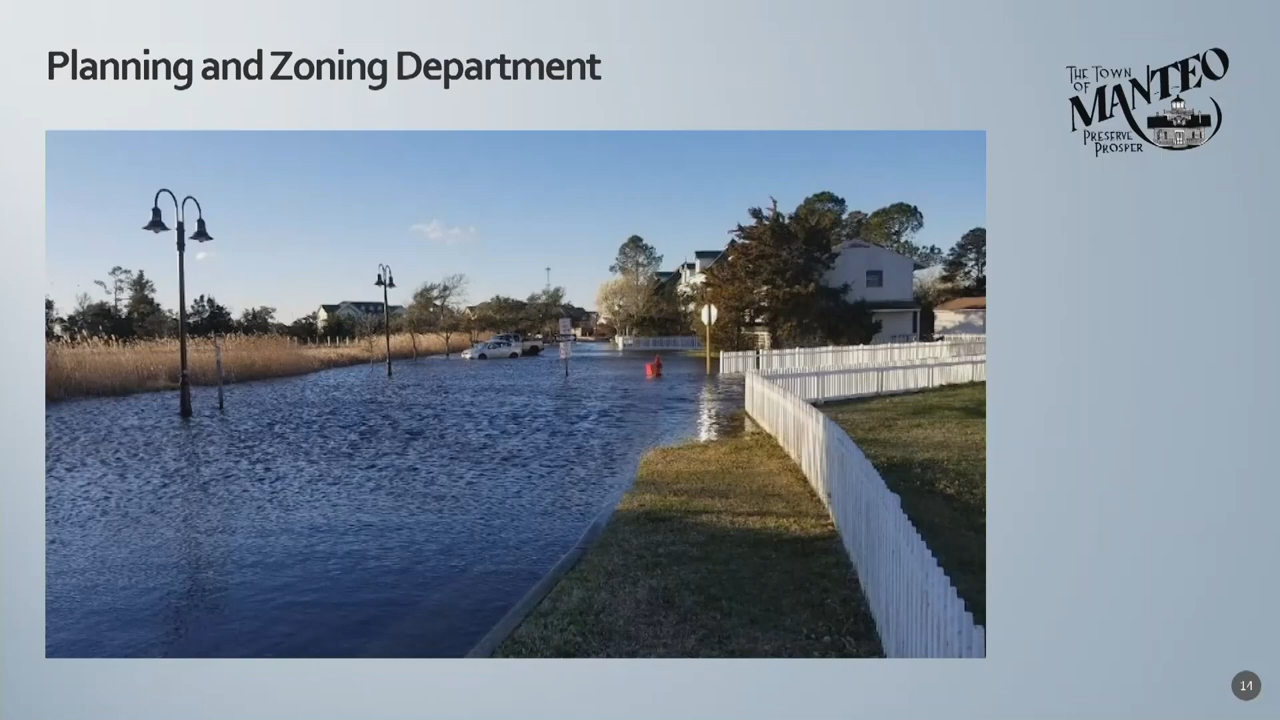 Planning and Zoning Department
THE TOWN
OF
MANTEO
PRESERVE
PROSPER
14